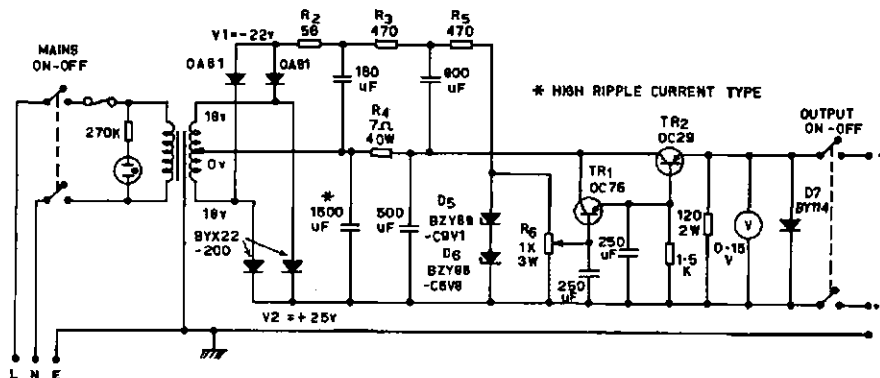 MAINS
ON-OFF
270K
L N E
V1=-22V
OA81
OA81
18v
0v
18v
BYX22
-200
V2 = +25V
R2
56
R3
470
R5
470
160
uF
600
uF
R4
7Ω
40W
*
1500
uF
500
uF
* HIGH RIPPLE CURRENT TYPE
D5
BZY88
-C9V1
D6
BZY88
-C6V8
R6
1K
3W
TR1
OC76
250
uF
250
uF
TR2
OC29
1·5
K
120
2W
V
0-15
V
D7
BY114
OUTPUT
ON-OFF